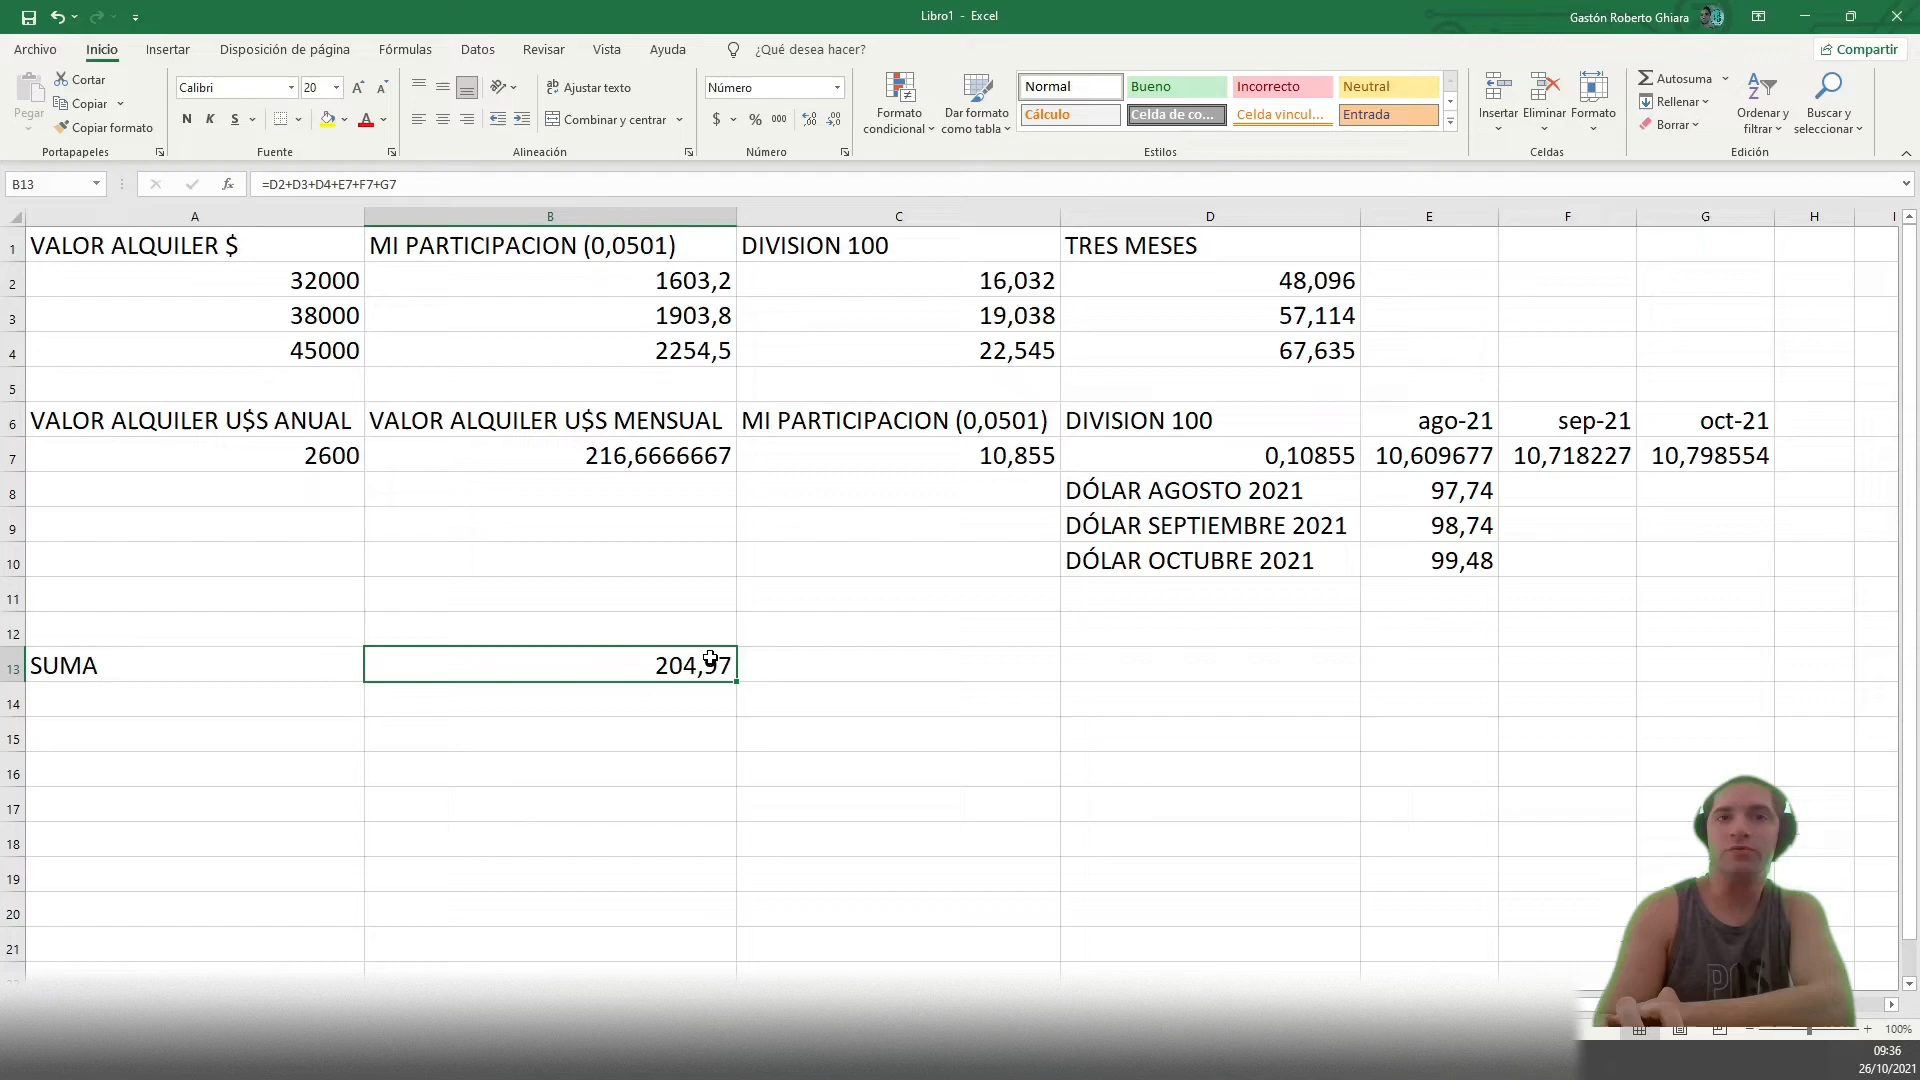 Libro1 - Excel
Gastón Roberto Ghiara
Archivo Inicio Insertar Disposición de página Fórmulas Datos Revisar Vista Ayuda ¿Qué desea hacer? Compartir
Pegar
Cortar
Copiar
Copiar formato
Portapapeles
Calibri 20
N K S
Fuente
Ajustar texto
Combinar y centrar
Alineación
Número
$ % 000
Número
Formato condicional
Dar formato como tabla
Normal Bueno Incorrecto Neutral
Cálculo Celda de co... Celda vincul... Entrada
Estilos
Insertar Eliminar Formato
Celdas
Autosuma
Rellenar
Borrar
Ordenar y filtrar
Buscar y seleccionar
Edición
B13 fx =D2+D3+D4+E7+F7+G7
A B C D E F G H I
1 VALOR ALQUILER $ MI PARTICIPACION (0,0501) DIVISION 100 TRES MESES
2 32000 1603,2 16,032 48,096
3 38000 1903,8 19,038 57,114
4 45000 2254,5 22,545 67,635
5
6 VALOR ALQUILER U$S ANUAL VALOR ALQUILER U$S MENSUAL MI PARTICIPACION (0,0501) DIVISION 100 ago-21 sep-21 oct-21
7 2600 216,6666667 10,855 0,10855 10,609677 10,718227 10,798554
8 DÓLAR AGOSTO 2021 97,74
9 DÓLAR SEPTIEMBRE 2021 98,74
10 DÓLAR OCTUBRE 2021 99,48
11
12
13 SUMA 204,97
14
15
16
17
18
19
20
21
100%
09:36
26/10/2021